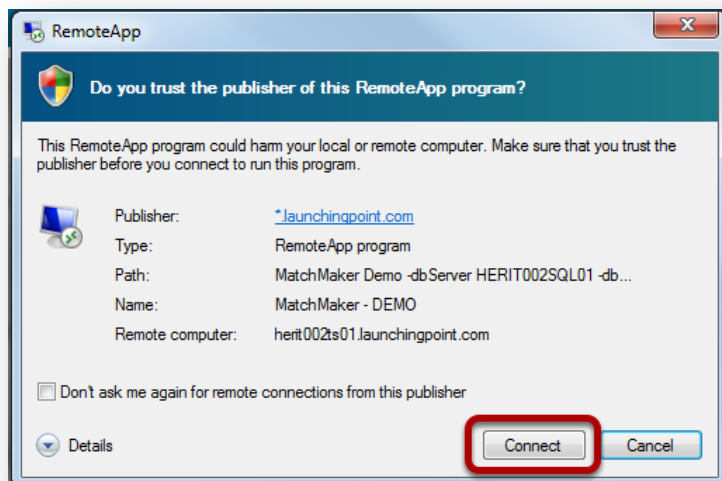 RemoteApp
Do you trust the publisher of this RemoteApp program?
This RemoteApp program could harm your local or remote computer. Make sure that you trust the
publisher before you connect to run this program.
Publisher: *.launchingpoint.com
Type: RemoteApp program
Path: MatchMaker Demo -dbServer HERIT002SQL01 -db...
Name: MatchMaker - DEMO
Remote computer: herit002ts01.launchingpoint.com
Don't ask me again for remote connections from this publisher
Details Connect Cancel